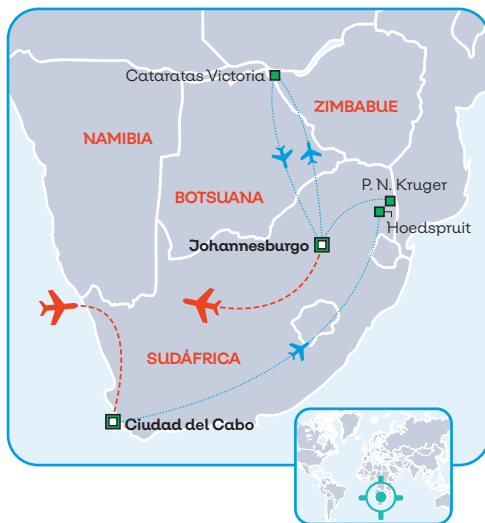 Cataratas Victoria
ZIMBABUE
NAMIBIA
BOTSUANA
P. N. Kruger
Hoedspruit
Johannesburgo
SUDÁFRICA
Ciudad del Cabo